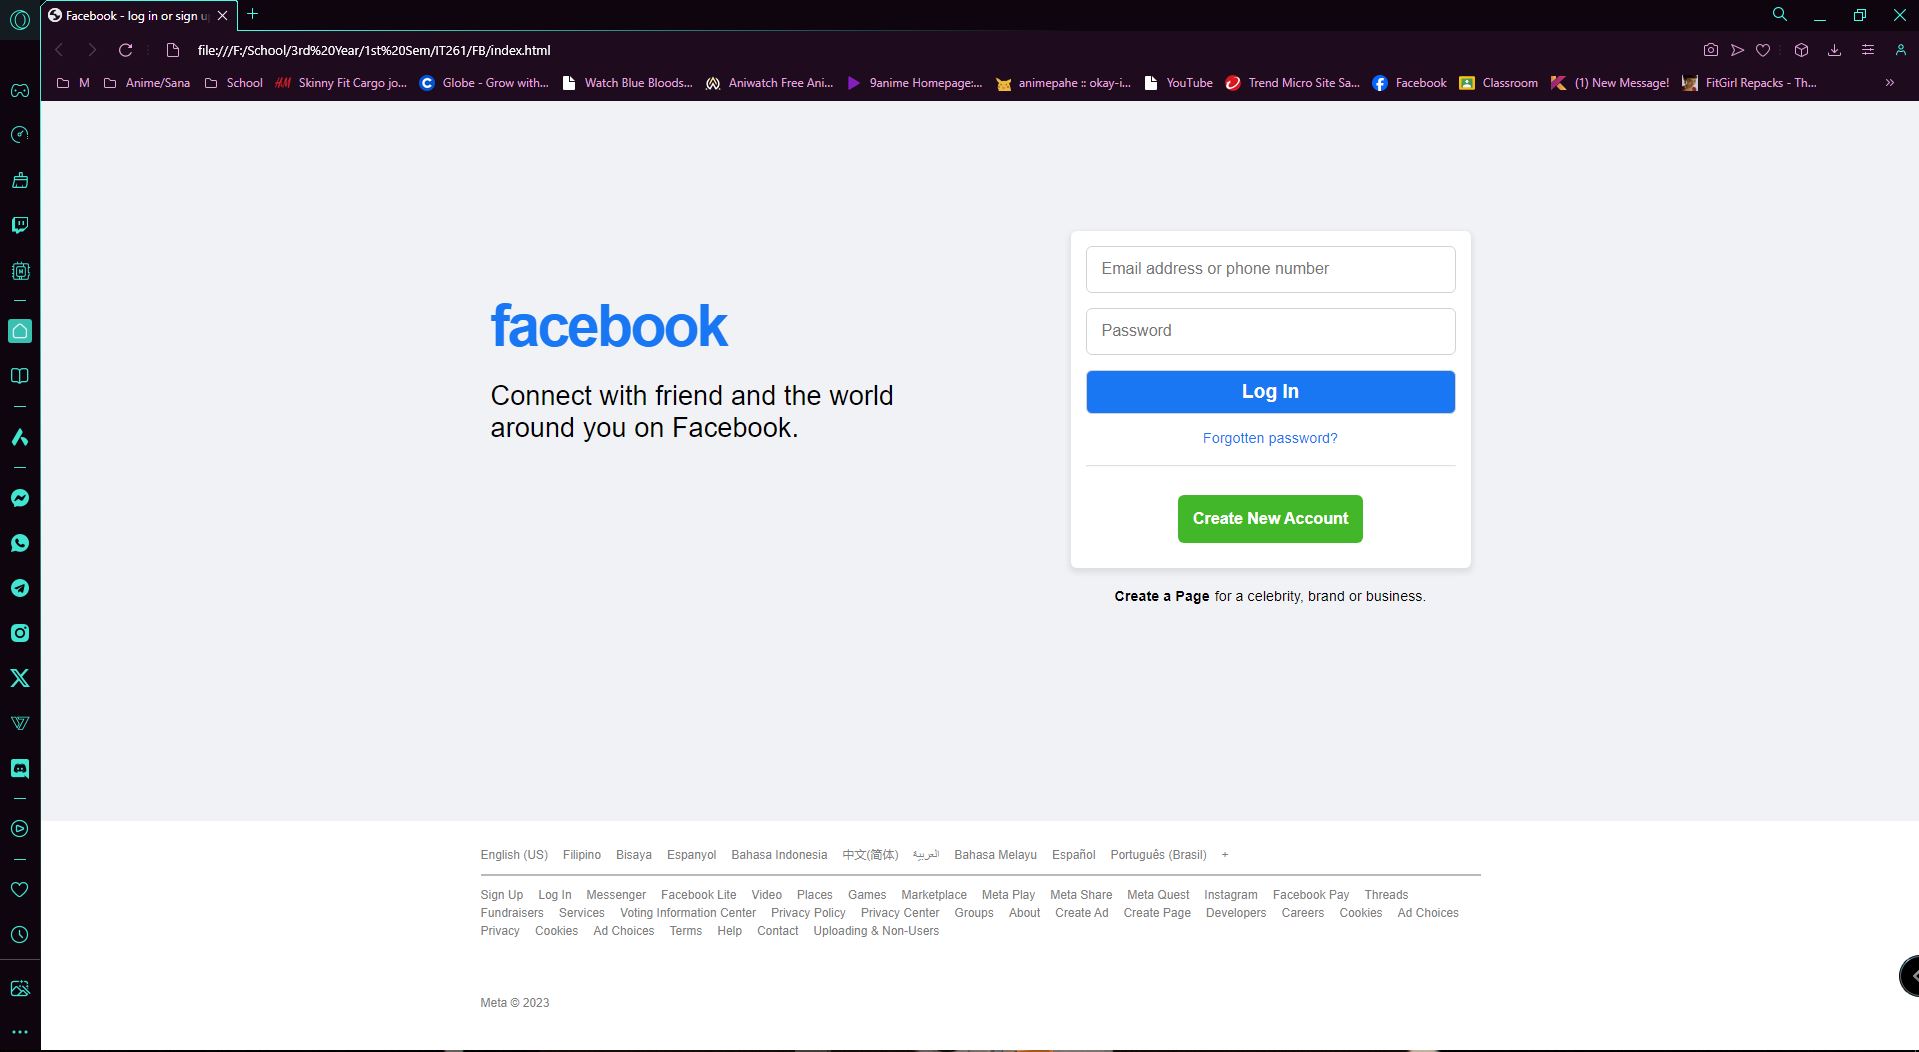 Facebook - log in or sign u
file:///F:/School/3rd%20Year/1st%20Sem/IT261/FB/index.html
M Anime/Sana School H&M Skinny Fit Cargo jo... Globe - Grow with... Watch Blue Bloods... Aniwatch Free Ani... 9anime Homepage:... animepahe :: okay-i... YouTube Trend Micro Site Sa... Facebook Classroom (1) New Message! FitGirl Repacks - Th...
Email address or phone number
Password
Log In
Forgotten password?
Create New Account
Create a Page for a celebrity, brand or business.
facebook
Connect with friend and the world
around you on Facebook.
English (US) Filipino Bisaya Espanyol Bahasa Indonesia 中文(简体) العربية Bahasa Melayu Español Português (Brasil) +
Sign Up Log In Messenger Facebook Lite Video Places Games Marketplace Meta Play Meta Share Meta Quest Instagram Facebook Pay Threads
Fundraisers Services Voting Information Center Privacy Policy Privacy Center Groups About Create Ad Create Page Developers Careers Cookies Ad Choices
Privacy Cookies Ad Choices Terms Help Contact Uploading & Non-Users
Meta © 2023